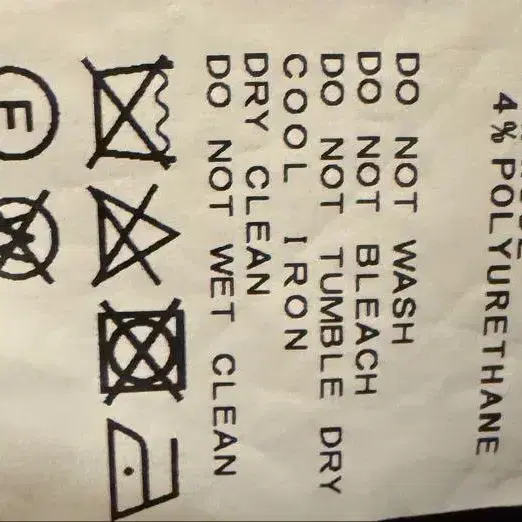 4% POLYURETHANE
DO NOT WASH
DO NOT BLEACH
DO NOT TUMBLE DRY
COOL IRON
DRY CLEAN
DO NOT WET CLEAN
F